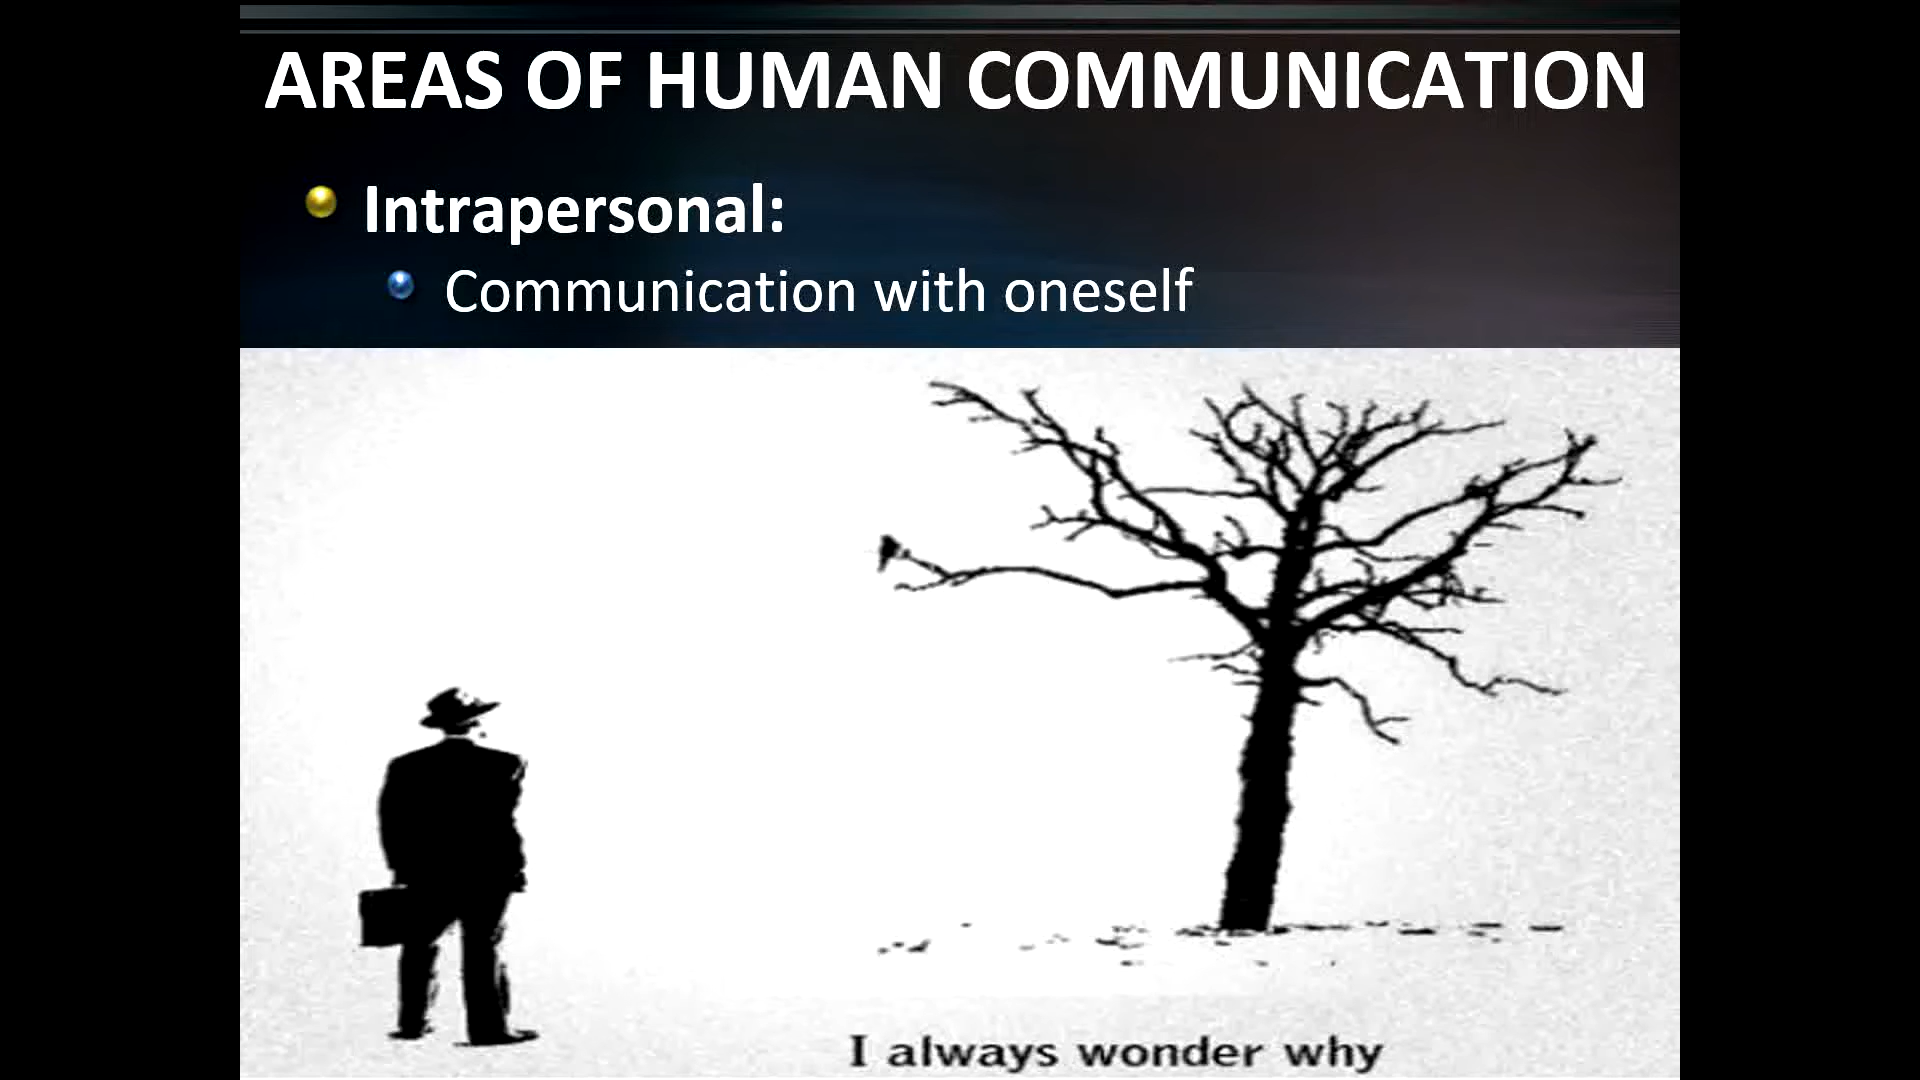 AREAS OF HUMAN COMMUNICATION
Intrapersonal:
Communication with oneself
I always wonder why